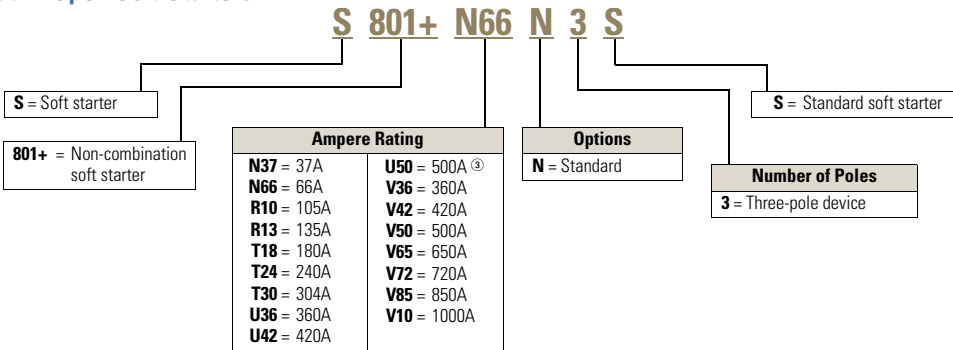 S 801+ N66 N 3 S
S = Soft starter
801+ = Non-combination
soft starter
Ampere Rating
N37 = 37A
N66 = 66A
R10 = 105A
R13 = 135A
T18 = 180A
T24 = 240A
T30 = 304A
U36 = 360A
U42 = 420A
U50 = 500A ③
V36 = 360A
V42 = 420A
V50 = 500A
V65 = 650A
V72 = 720A
V85 = 850A
V10 = 1000A
Options
N = Standard
Number of Poles
3 = Three-pole device
S = Standard soft starter